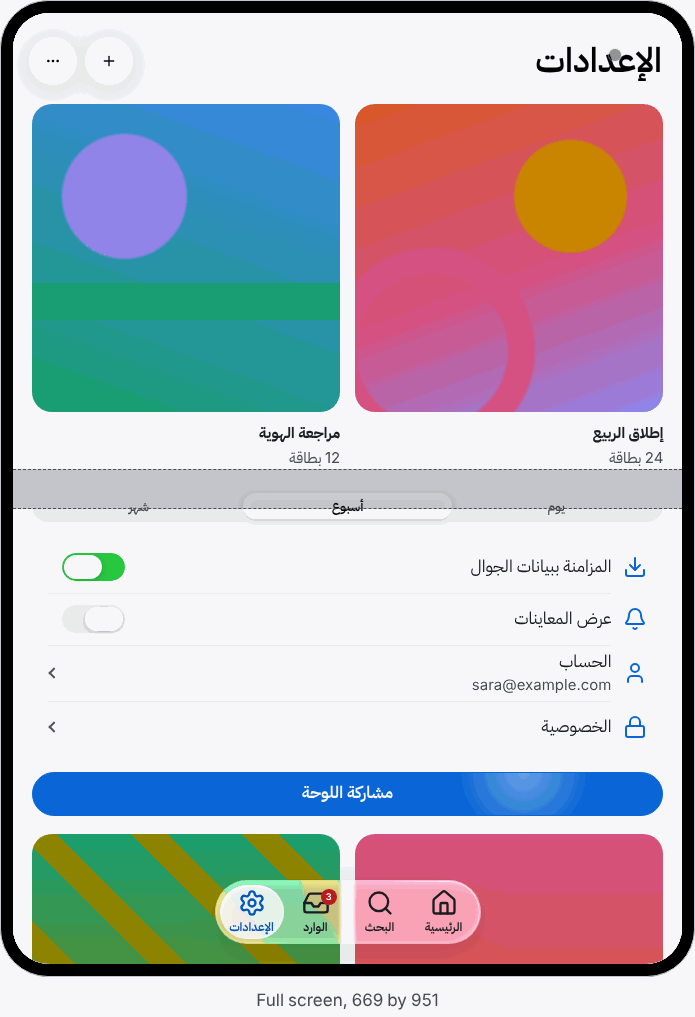 الإعدادات
+
...
إطلاق الربيع
24 بطاقة
مراجعة الهوية
12 بطاقة
يوم
أسبوع
شهر
المزامنة ببيانات الجوال
عرض المعاينات
الحساب
sara@example.com
الخصوصية
مشاركة اللوحة
الرئيسية
البحث
3
الوارد
الإعدادات
Full screen, 669 by 951